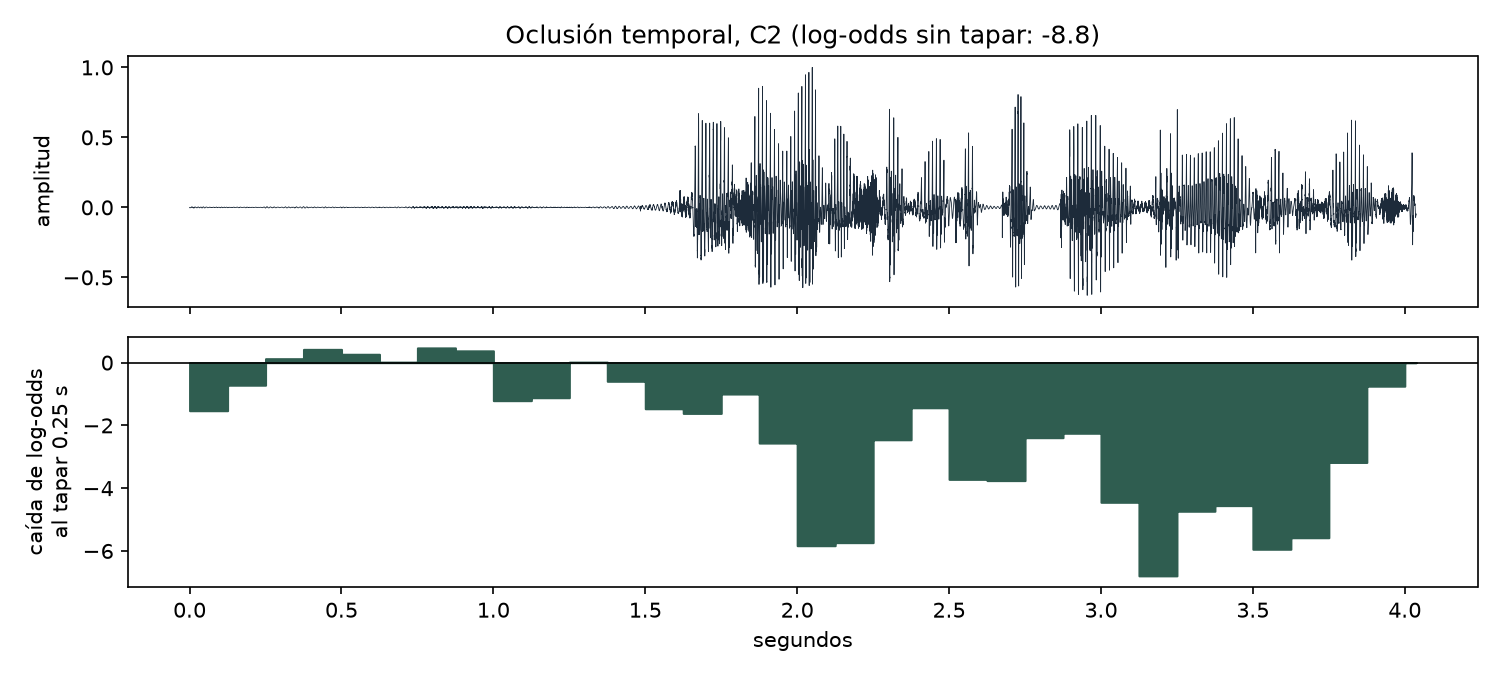 Oclusión temporal, C2 (log-odds sin tapar: -8.8)
1.0
0.5
0.0
−0.5
amplitud
0
−2
−4
−6
caída de log-odds
al tapar 0.25 s
0.0 0.5 1.0 1.5 2.0 2.5 3.0 3.5 4.0
segundos